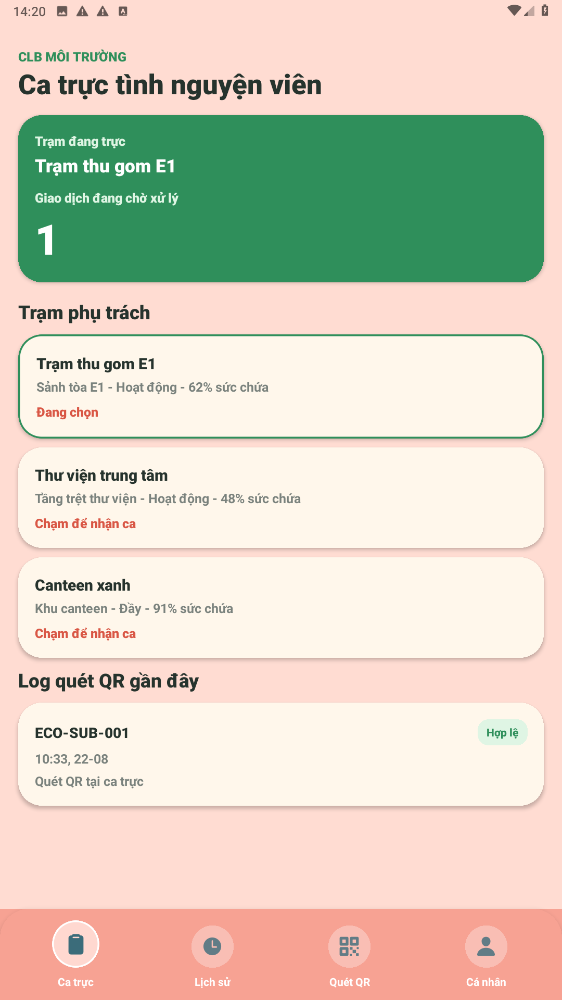 14:20
CLB MÔI TRƯỜNG
Ca trực tình nguyện viên
Trạm đang trực
Trạm thu gom E1
Giao dịch đang chờ xử lý
1
Trạm phụ trách
Trạm thu gom E1
Sảnh tòa E1 - Hoạt động - 62% sức chứa
Đang chọn
Thư viện trung tâm
Tầng trệt thư viện - Hoạt động - 48% sức chứa
Chạm để nhận ca
Canteen xanh
Khu canteen - Đầy - 91% sức chứa
Chạm để nhận ca
Log quét QR gần đây
ECO-SUB-001
Hợp lệ
10:33, 22-08
Quét QR tại ca trực
Ca trực
Lịch sử
Quét QR
Cá nhân